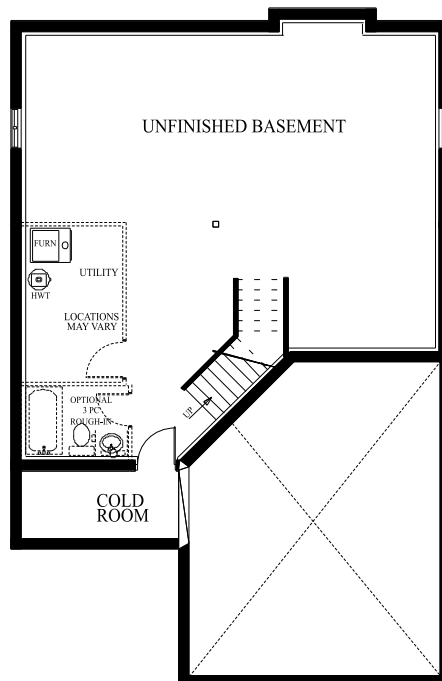 UNFINISHED BASEMENT
FURN
UTILITY
HWT
LOCATIONS
MAY VARY
OPTIONAL
3 PC
ROUGH-IN
UP
COLD
ROOM